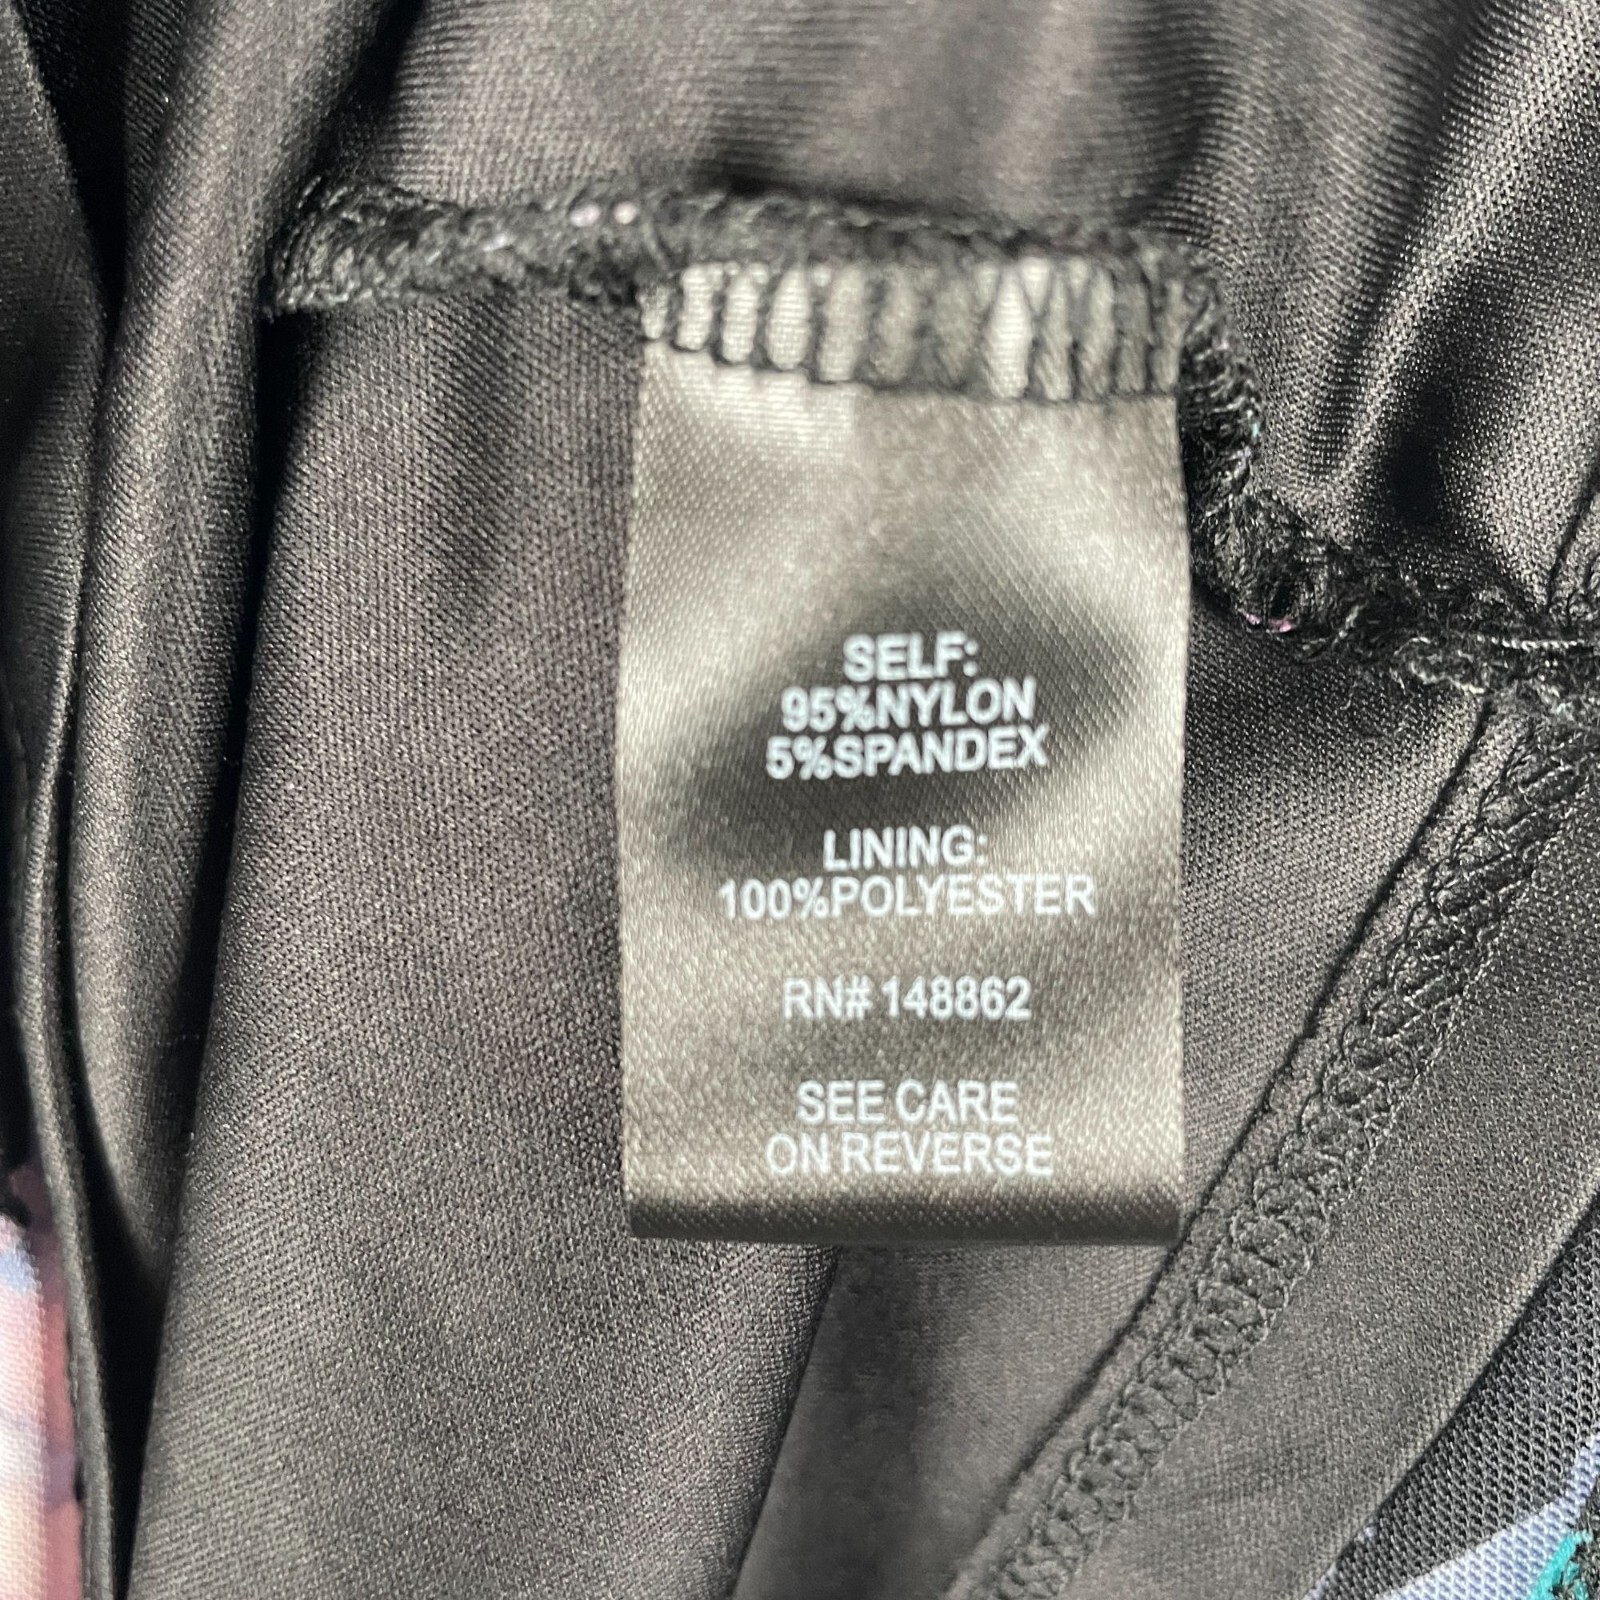 SELF:
95%NYLON
5%SPANDEX
LINING:
100%POLYESTER
RN# 148862
SEE CARE
ON REVERSE